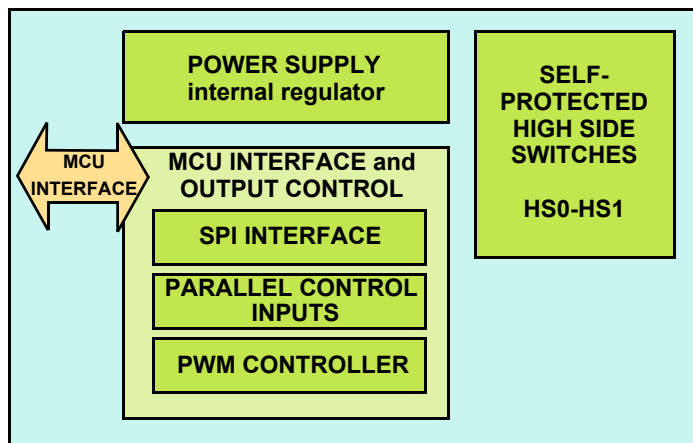 POWER SUPPLY
internal regulator
SELF-
PROTECTED
HIGH SIDE
SWITCHES
HS0-HS1
MCU
INTERFACE
MCU INTERFACE and
OUTPUT CONTROL
SPI INTERFACE
PARALLEL CONTROL
INPUTS
PWM CONTROLLER